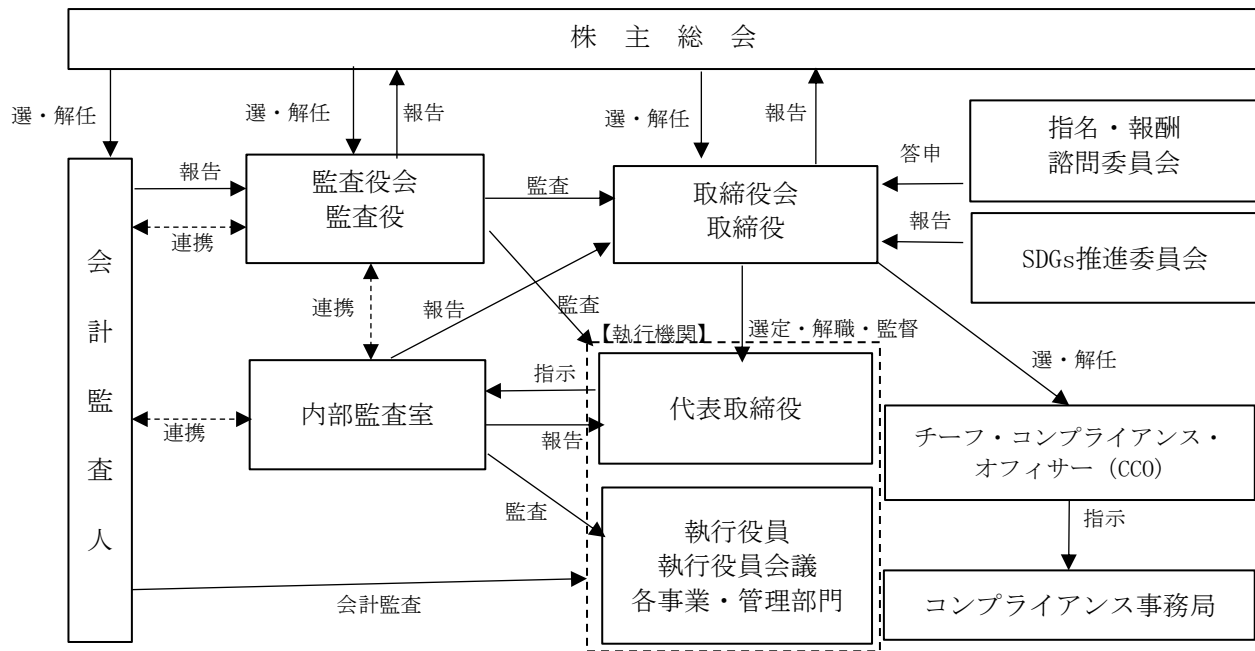 株 主 総 会
選・解任
選・解任
報告
選・解任
報告
指名・報酬
諮問委員会
答申
報告
監査役会
監査役
監査
取締役会
取締役
報告
連携
SDGs推進委員会
会計監査人
連携
報告
監査
【執行機関】
選定・解職・監督
選・解任
指示
内部監査室
代表取締役
連携
報告
チーフ・コンプライアンス・
オフィサー（CCO）
監査
指示
執行役員
執行役員会議
各事業・管理部門
会計監査
コンプライアンス事務局